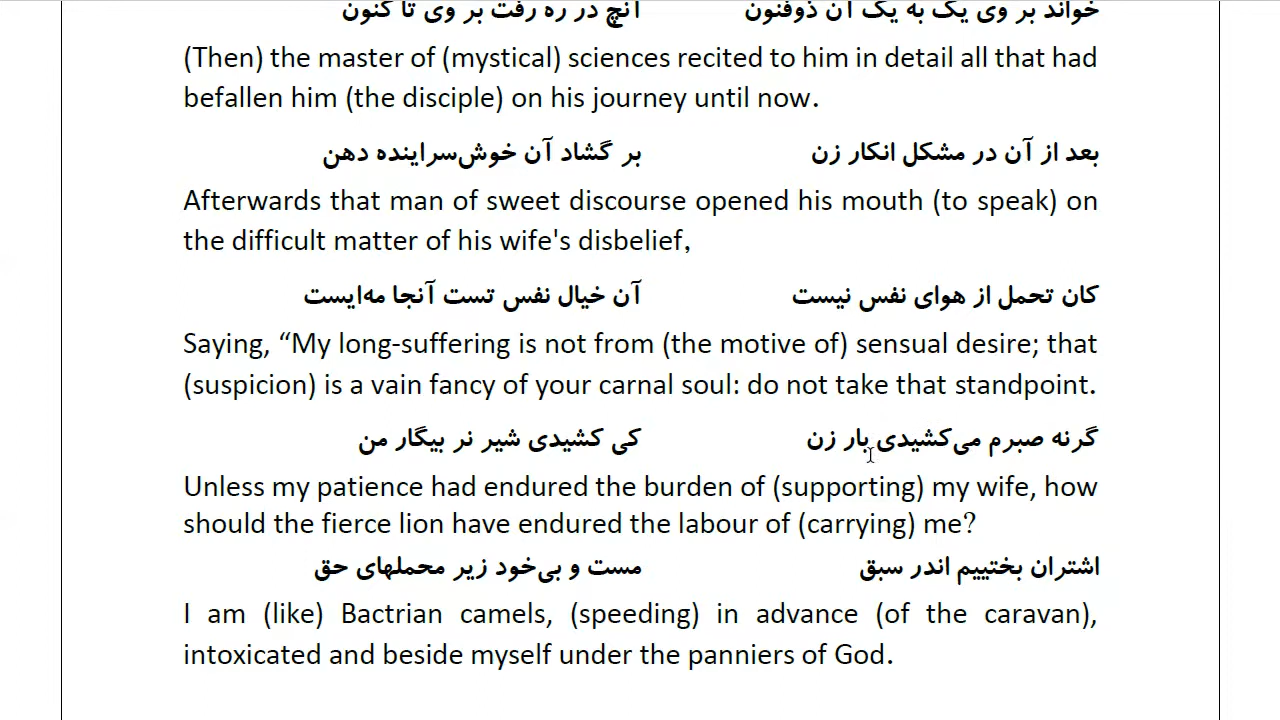 خواند بر وی یک به یک آن ذوفنون آنچ در ره رفت بر وی تا کنون
(Then) the master of (mystical) sciences recited to him in detail all that had
befallen him (the disciple) on his journey until now.
بعد از آن در مشکل انکار زن بر گشاد آن خوش‌سراینده دهن
Afterwards that man of sweet discourse opened his mouth (to speak) on
the difficult matter of his wife's disbelief,
کان تحمل از هوای نفس نیست آن خیال نفس تست آنجا مه‌ایست
Saying, “My long-suffering is not from (the motive of) sensual desire; that
(suspicion) is a vain fancy of your carnal soul: do not take that standpoint.
گرنه صبرم می‌کشیدی بار زن کی کشیدی شیر نر بیگار من
Unless my patience had endured the burden of (supporting) my wife, how
should the fierce lion have endured the labour of (carrying) me?
اشتران بختییم اندر سبق مست و بی‌خود زیر محملهای حق
I am (like) Bactrian camels, (speeding) in advance (of the caravan),
intoxicated and beside myself under the panniers of God.